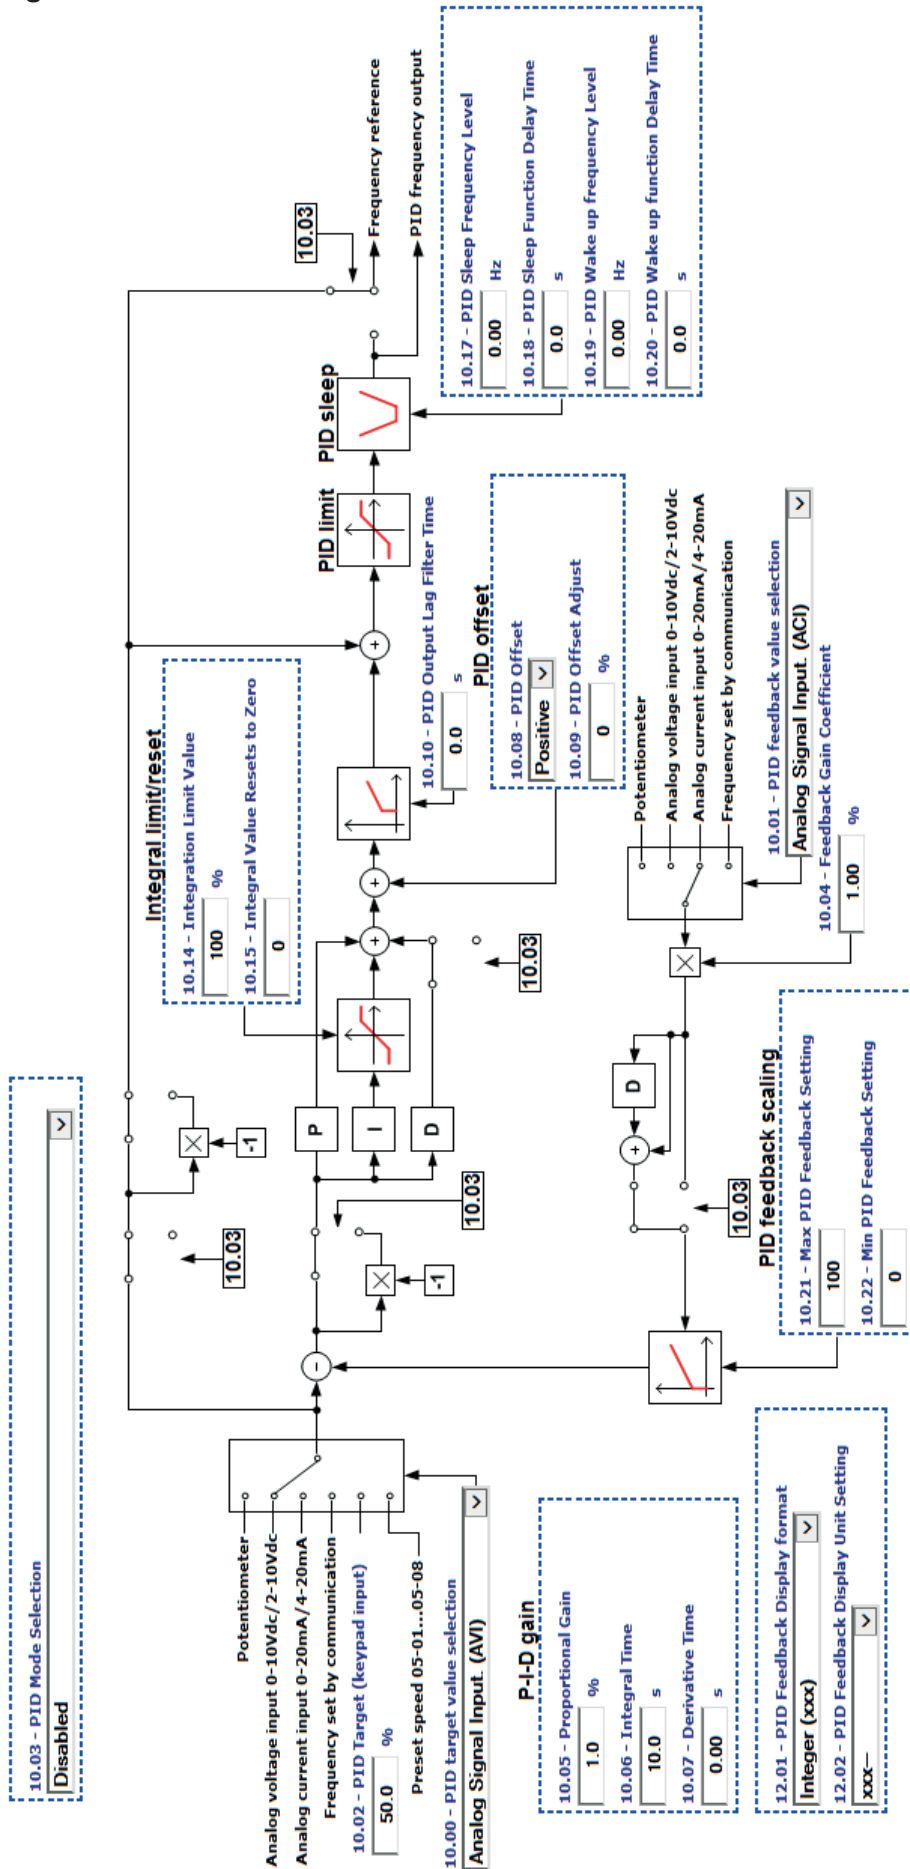 10.03 - PID Mode Selection
Disabled
Potentiometer
Analog voltage input 0-10Vdc/2-10Vdc
Analog current input 0-20mA/4-20mA
Frequency set by communication
10.02 - PID Target (keypad input)
50.0 %
Preset speed 05-01...05-08
10.00 - PID target value selection
Analog Signal Input. (AVI)
P-I-D gain
10.05 - Proportional Gain
1.0 %
10.06 - Integral Time
10.0 s
10.07 - Derivative Time
0.00 s
12.01 - PID Feedback Display format
Integer (xxx)
12.02 - PID Feedback Display Unit Setting
xxx--
10.03
-1
-
-1
10.03
P
I
D
Integral limit/reset
10.14 - Integration Limit Value
100 %
10.15 - Integral Value Resets to Zero
0
+
+
10.03
10.10 - PID Output Lag Filter Time
0.0 s
PID offset
10.08 - PID Offset
Positive
10.09 - PID Offset Adjust
0 %
+
PID limit
PID sleep
10.03
Frequency reference
PID frequency output
10.17 - PID Sleep Frequency Level
0.00 Hz
10.18 - PID Sleep Function Delay Time
0.0 s
10.19 - PID Wake up frequency Level
0.00 Hz
10.20 - PID Wake up function Delay Time
0.0 s
Potentiometer
Analog voltage input 0-10Vdc/2-10Vdc
Analog current input 0-20mA/4-20mA
Frequency set by communication
10.01 - PID feedback value selection
Analog Signal Input. (ACI)
10.04 - Feedback Gain Coefficient
1.00 %
D
+
10.03
PID feedback scaling
10.21 - Max PID Feedback Setting
100
10.22 - Min PID Feedback Setting
0